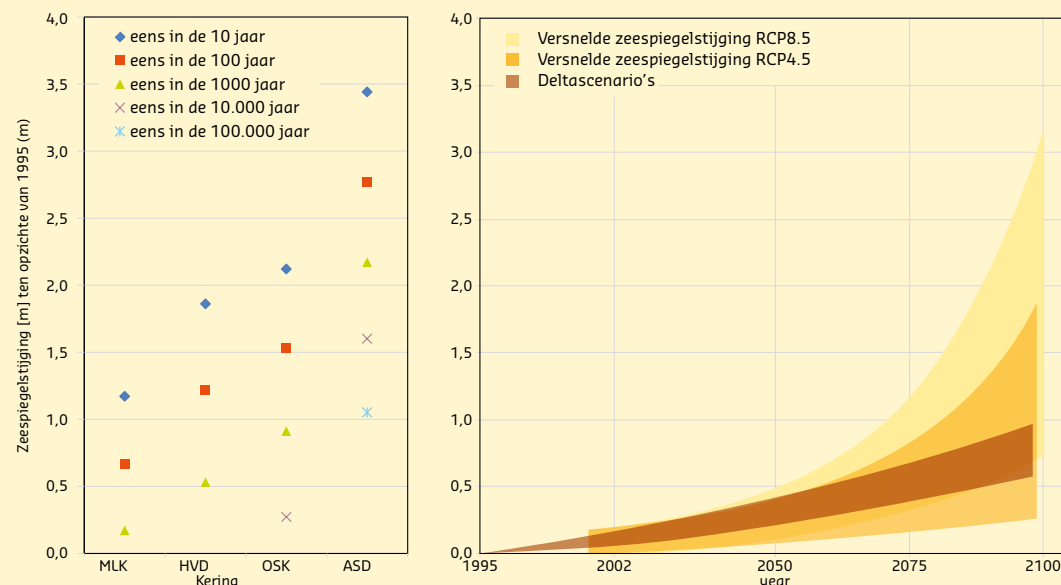 Zeespiegelstijging [m] ten opzichte van 1995 (m)
4,0
3,5
3,0
2,5
2,0
1,5
1,0
0,5
0,0
eens in de 10 jaar
eens in de 100 jaar
eens in de 1000 jaar
eens in de 10.000 jaar
eens in de 100.000 jaar
MLK HVD OSK ASD
Kering
4,0
3,5
3,0
2,5
2,0
1,5
1,0
0,5
0,0
Versnelde zeespiegelstijging RCP8.5
Versnelde zeespiegelstijging RCP4.5
Deltascenario's
1995 2002 2050 2075 2100
year